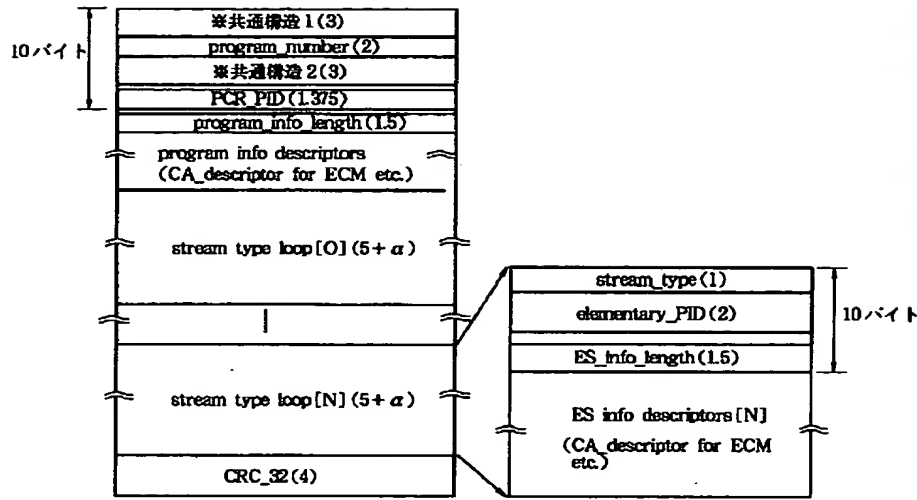 ※共通構造1(3)
10バイト
program_number(2)
※共通構造2(3)
PCR_PID(1.375)
program_info_length(1.5)
program info descriptors
(CA_descriptor for ECM etc.)
stream type loop[0](5+α)
stream type loop[N](5+α)
CRC_32(4)
stream_type(1)
elementary_PID(2)
10バイト
ES_info_length(1.5)
ES info descriptors[N]
(CA_descriptor for ECM
etc.)